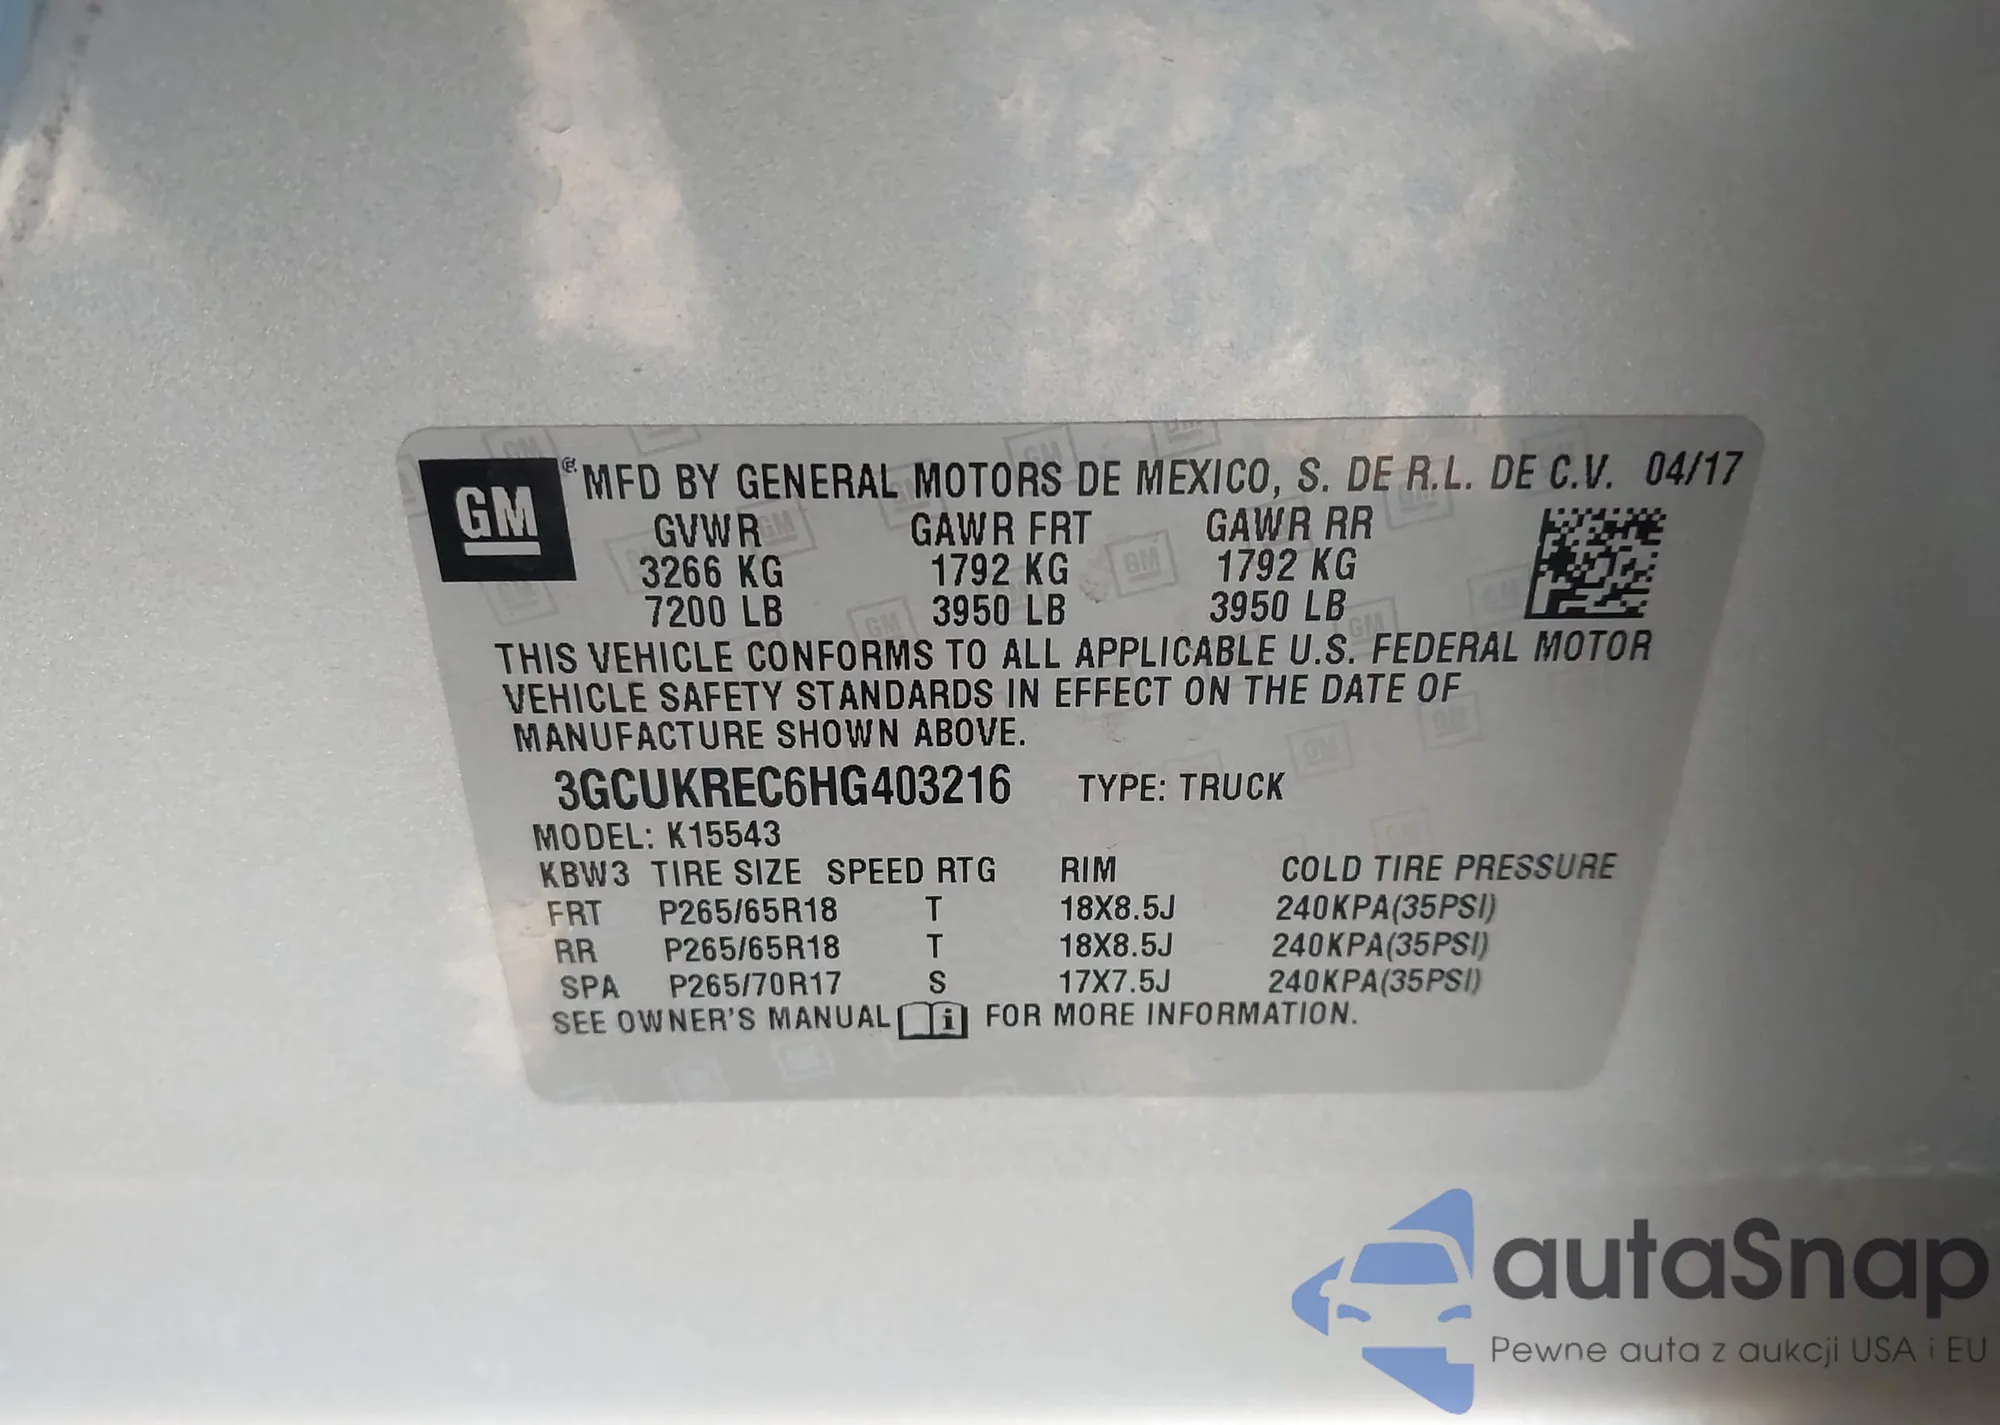 GM
MFD BY GENERAL MOTORS DE MEXICO, S. DE R.L. DE C.V. 04/17
GVWR GAWR FRT GAWR RR
3266 KG 1792 KG 1792 KG
7200 LB 3950 LB 3950 LB
THIS VEHICLE CONFORMS TO ALL APPLICABLE U.S. FEDERAL MOTOR
VEHICLE SAFETY STANDARDS IN EFFECT ON THE DATE OF
MANUFACTURE SHOWN ABOVE.
3GCUKREC6HG403216 TYPE: TRUCK
MODEL: K15543
KBW3 TIRE SIZE SPEED RTG RIM COLD TIRE PRESSURE
FRT P265/65R18 T 18X8.5J 240KPA(35PSI)
RR P265/65R18 T 18X8.5J 240KPA(35PSI)
SPA P265/70R17 S 17X7.5J 240KPA(35PSI)
SEE OWNER'S MANUAL i FOR MORE INFORMATION.
autaSnap
Pewne auta z aukcji USA i EU